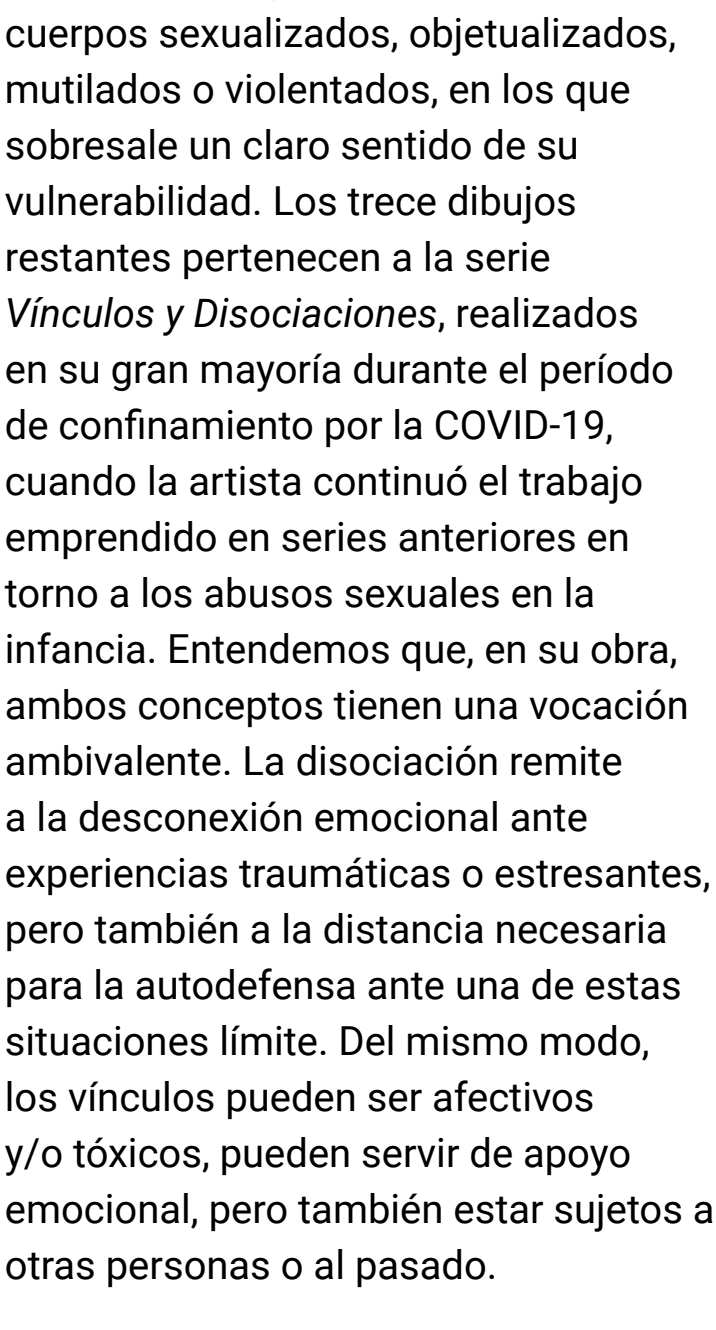 cuerpos sexualizados, objetualizados,
mutilados o violentados, en los que
sobresale un claro sentido de su
vulnerabilidad. Los trece dibujos
restantes pertenecen a la serie
Vínculos y Disociaciones, realizados
en su gran mayoría durante el período
de confinamiento por la COVID-19,
cuando la artista continuó el trabajo
emprendido en series anteriores en
torno a los abusos sexuales en la
infancia. Entendemos que, en su obra,
ambos conceptos tienen una vocación
ambivalente. La disociación remite
a la desconexión emocional ante
experiencias traumáticas o estresantes,
pero también a la distancia necesaria
para la autodefensa ante una de estas
situaciones límite. Del mismo modo,
los vínculos pueden ser afectivos
y/o tóxicos, pueden servir de apoyo
emocional, pero también estar sujetos a
otras personas o al pasado.